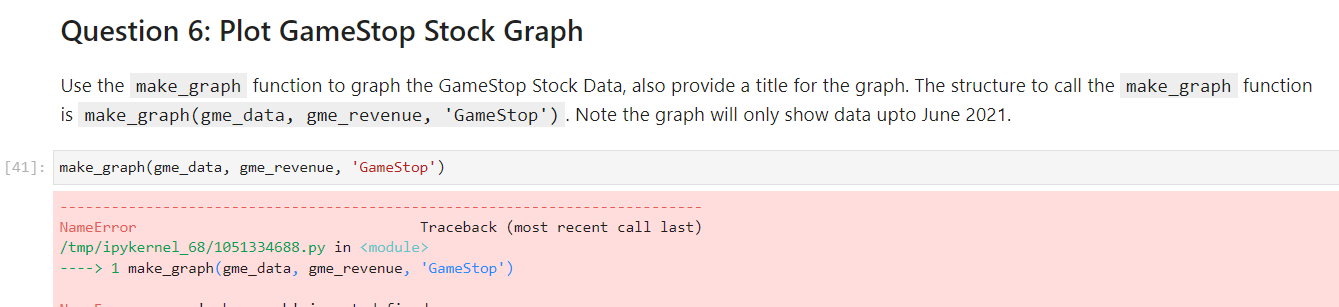 Question 6: Plot GameStop Stock Graph
Use the make_graph function to graph the GameStop Stock Data, also provide a title for the graph. The structure to call the make_graph function
is make_graph(gme_data, gme_revenue, 'GameStop'). Note the graph will only show data upto June 2021.
[41]: make_graph(gme_data, gme_revenue, 'GameStop')
---------------------------------------------------------------------------
NameError Traceback (most recent call last)
/tmp/ipykernel_68/1051334688.py in <module>
----> 1 make_graph(gme_data, gme_revenue, 'GameStop')